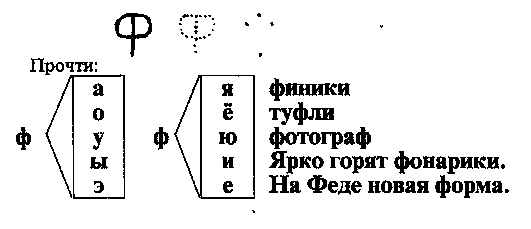 Ф Ф
Прочти:
а я финики
о ё туфли
ф у ф ю фотограф
ы и Ярко горят фонарики.
э е На Феде новая форма.